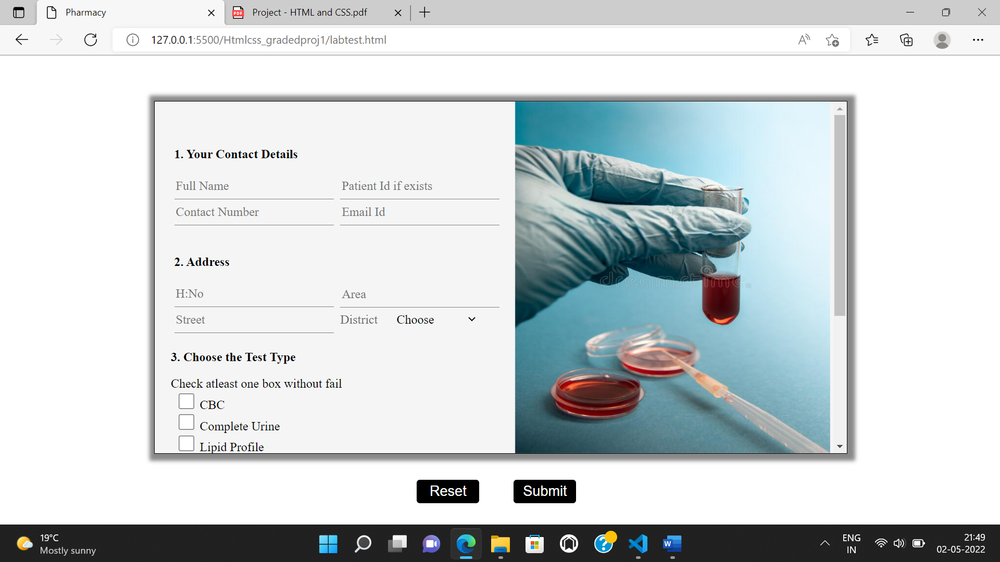 Pharmacy
Project - HTML and CSS.pdf
127.0.0.1:5500/Htmlcss_gradedproj1/labtest.html
1. Your Contact Details
Full Name Patient Id if exists
Contact Number Email Id
2. Address
H:No Area
Street District Choose
3. Choose the Test Type
Check atleast one box without fail
CBC
Complete Urine
Lipid Profile
dreamstime.
Reset Submit
19°C
Mostly sunny
ENG
IN
21:49
02-05-2022